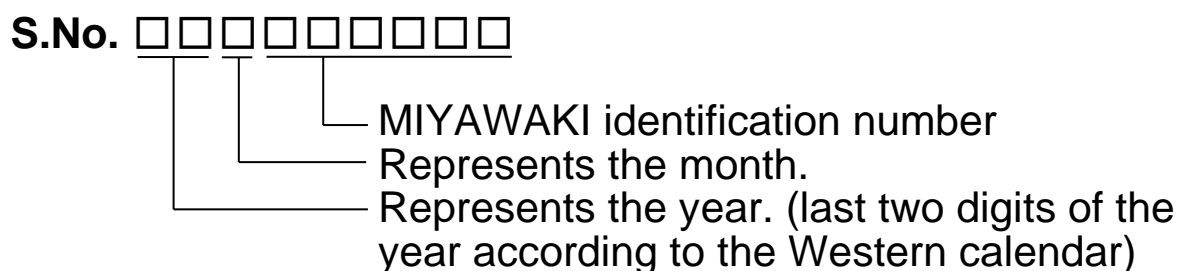 S.No. □□□□□□□□□
MIYAWAKI identification number
Represents the month.
Represents the year. (last two digits of the
year according to the Western calendar)